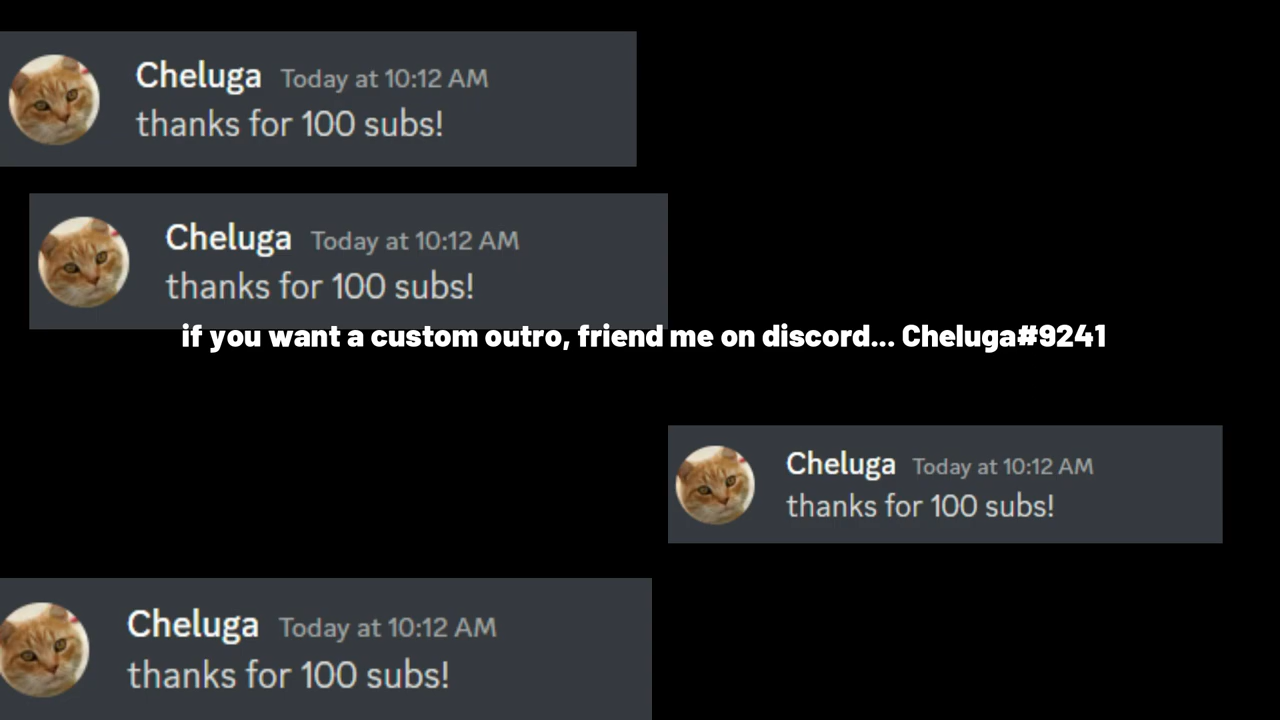 Cheluga Today at 10:12 AM
thanks for 100 subs!
Cheluga Today at 10:12 AM
thanks for 100 subs!
if you want a custom outro, friend me on discord... Cheluga#9241
Cheluga Today at 10:12 AM
thanks for 100 subs!
Cheluga Today at 10:12 AM
thanks for 100 subs!